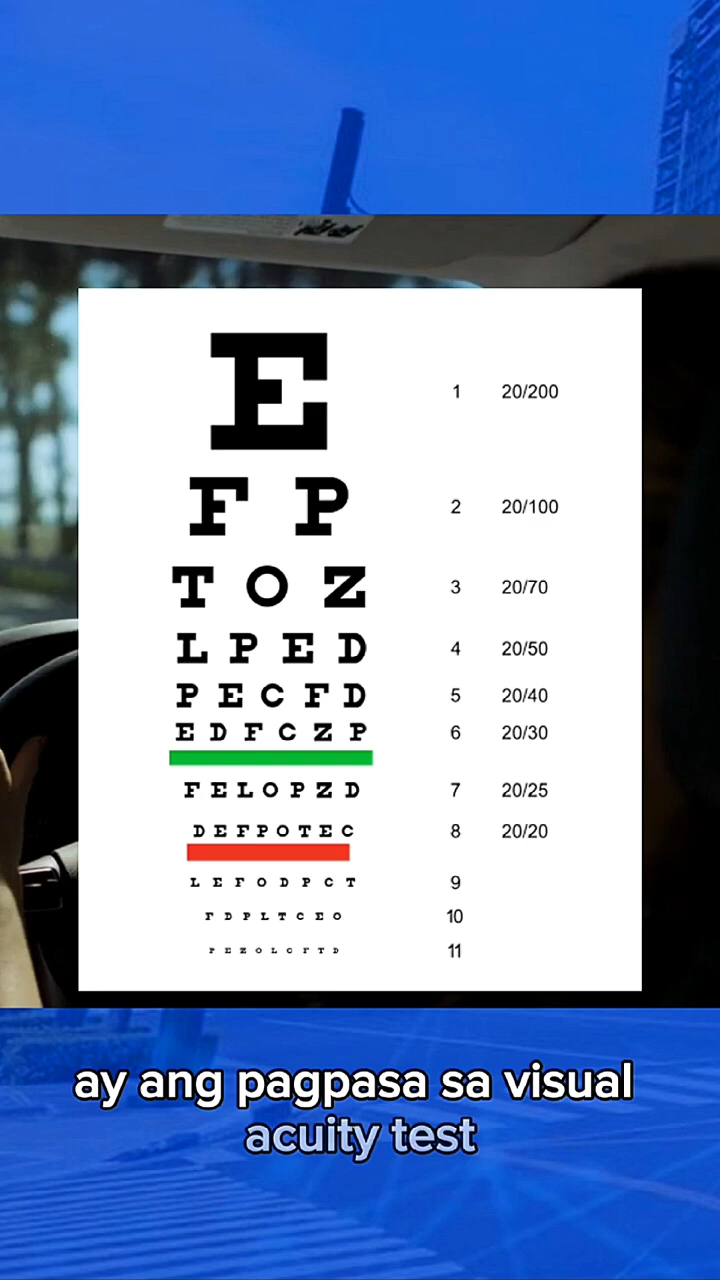 E 1 20/200
F P 2 20/100
T O Z 3 20/70
L P E D 4 20/50
P E C F D 5 20/40
E D F C Z P 6 20/30
F E L O P Z D 7 20/25
D E F P O T E C 8 20/20
L E F O D P C T 9
F D P L T C E O 10
P E Z O L C F T D 11
ay ang pagpasa sa visual
acuity test